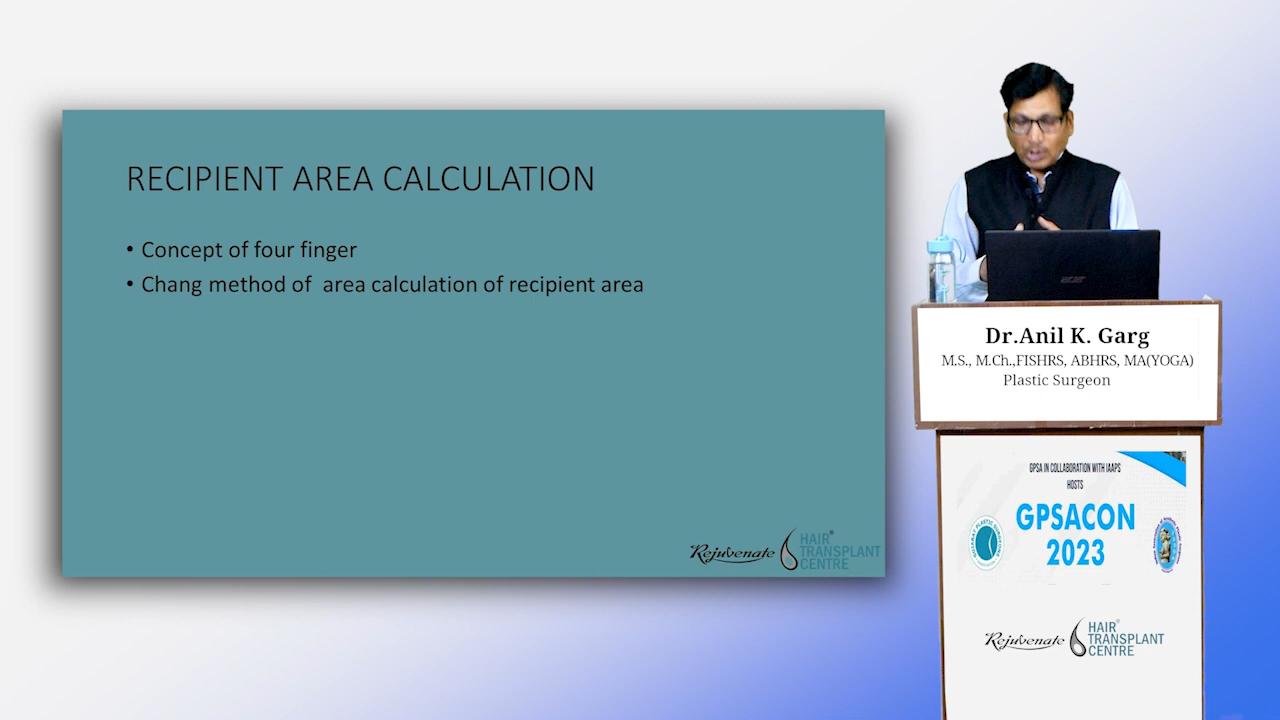 RECIPIENT AREA CALCULATION
• Concept of four finger
• Chang method of  area calculation of recipient area
Rejuvenate HAIR® TRANSPLANT CENTRE
acer
Dr.Anil K. Garg
M.S., M.Ch.,FISHRS, ABHRS, MA(YOGA)
Plastic Surgeon
GPSA IN COLLABORATION WITH IAAPS
HOSTS
GPSACON
2023
Rejuvenate HAIR® TRANSPLANT CENTRE